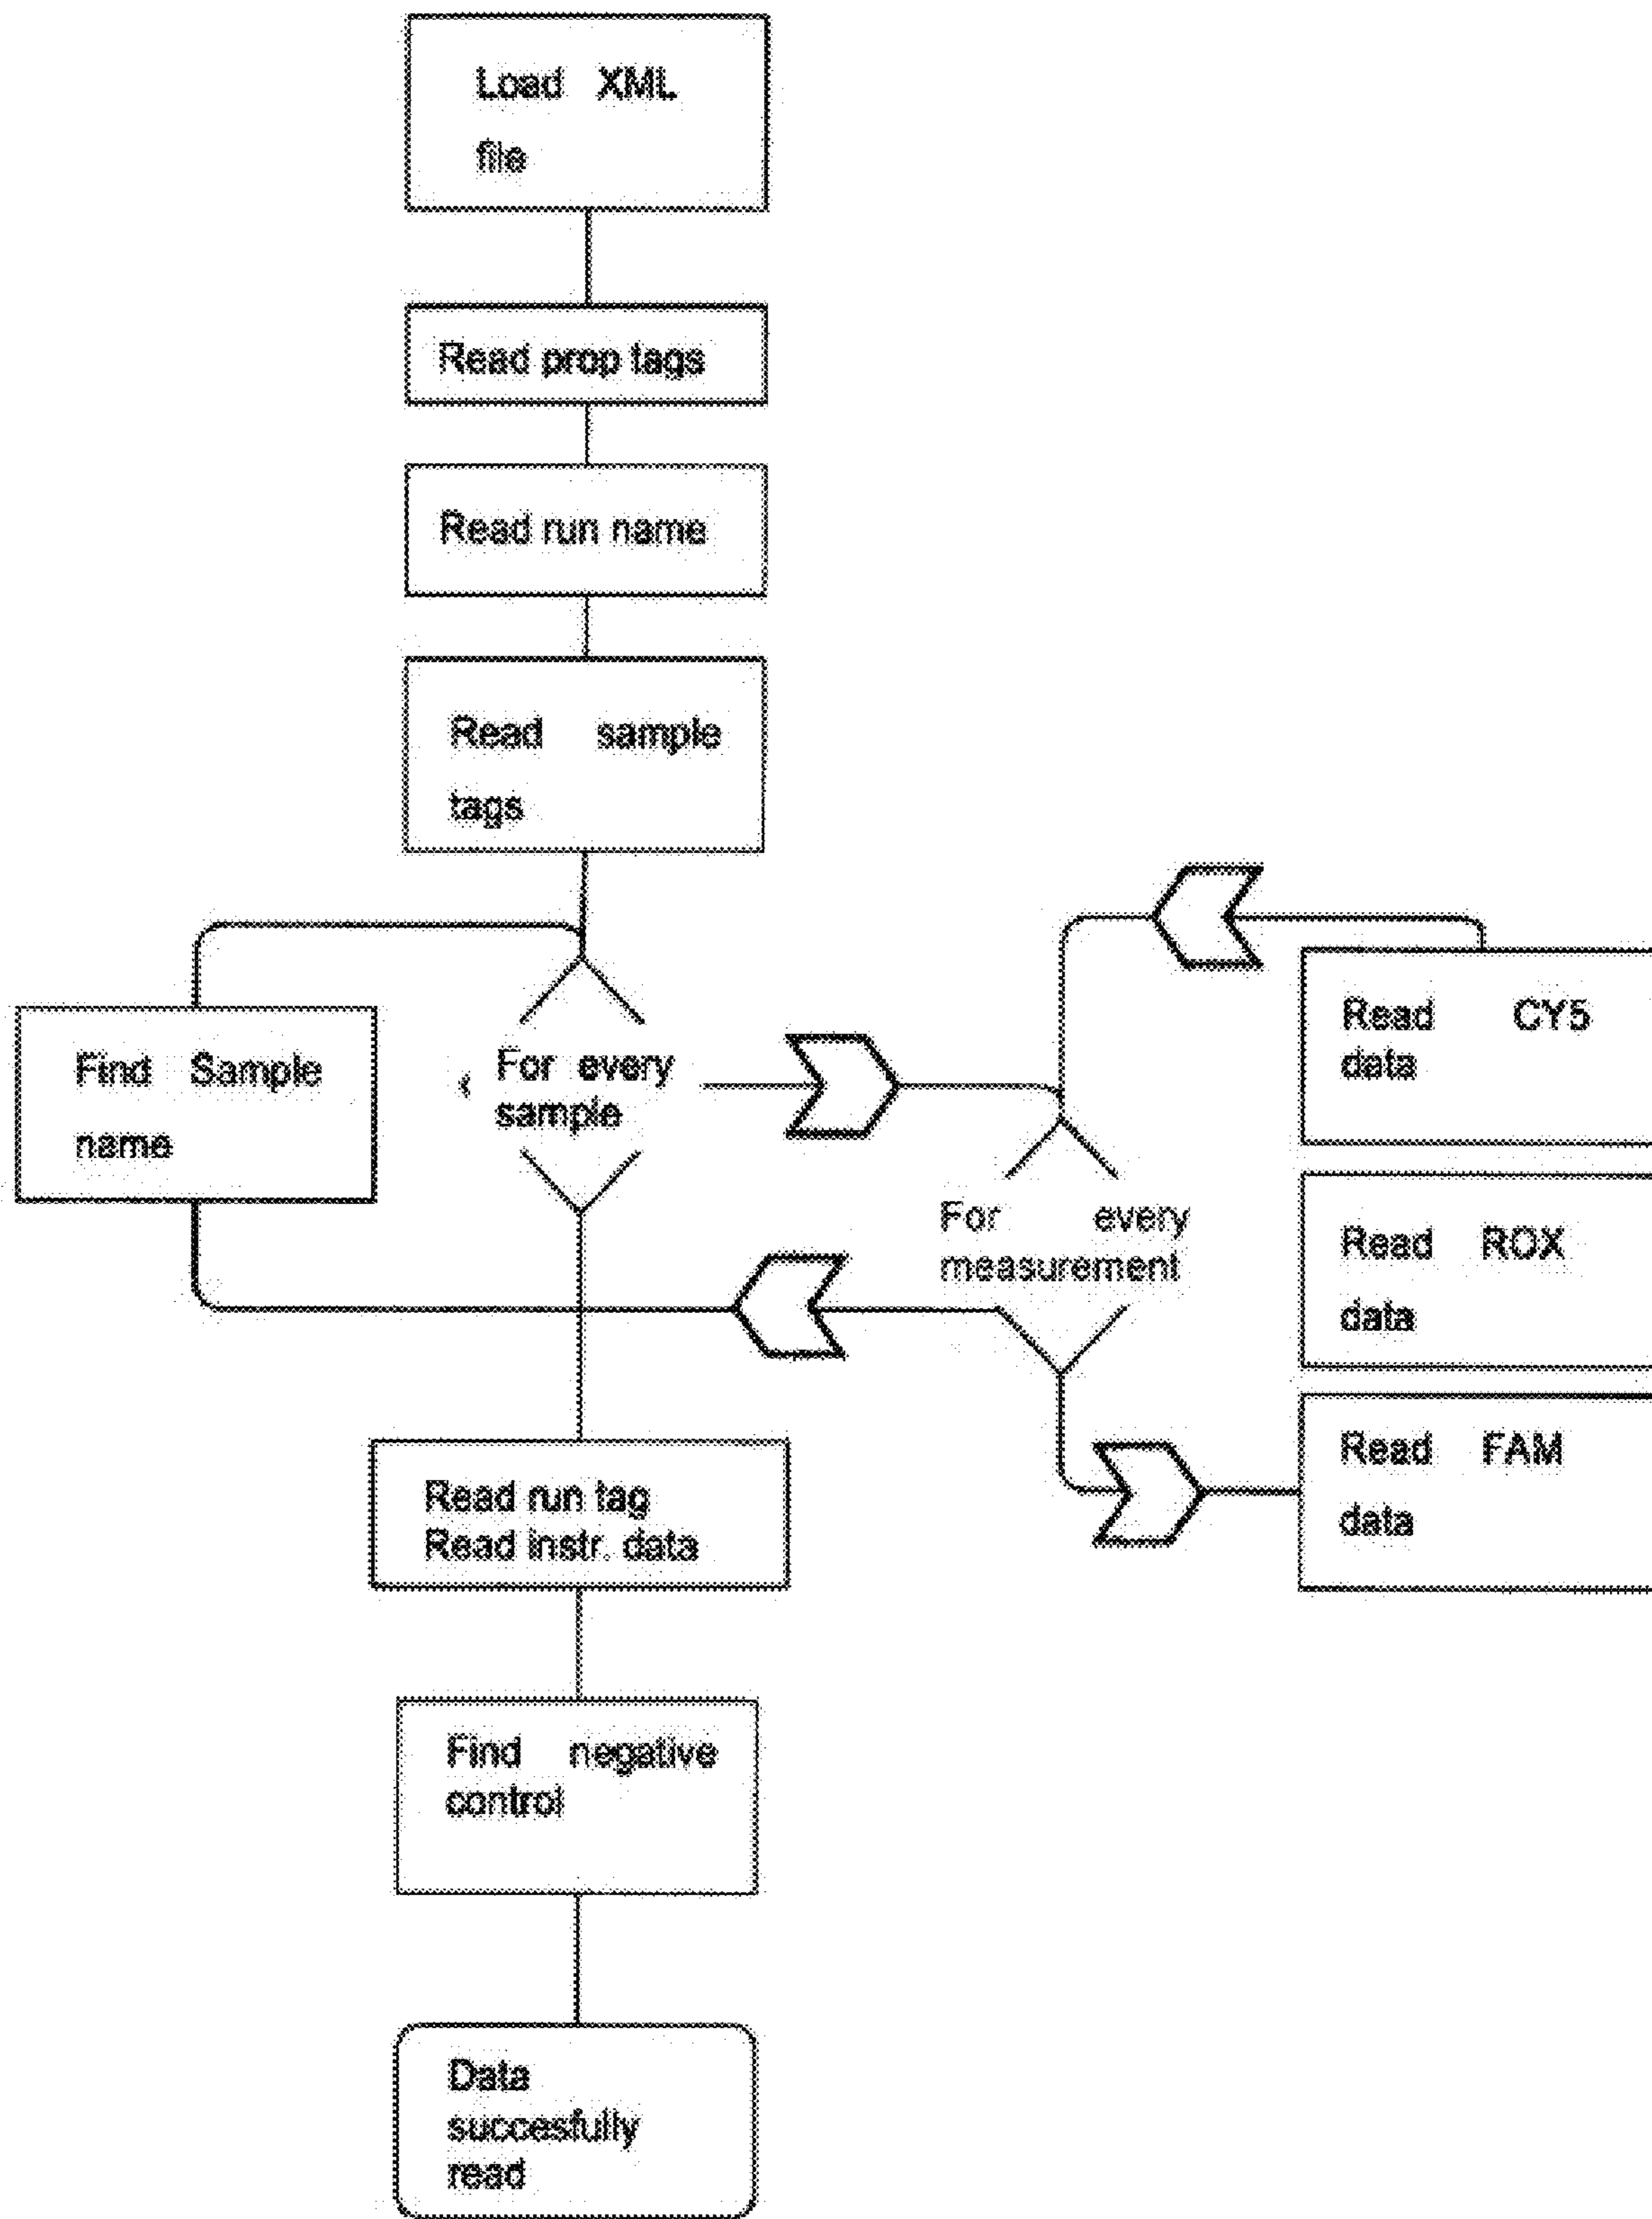 Load XML
file
Read prop tags
Read run name
Read sample
tags
Find Sample
name
For every
sample
For every
measurement
Read CY5
data
Read ROX
data
Read FAM
data
Read run tag
Read instr. data
Find negative
control
Data
succesfully
read